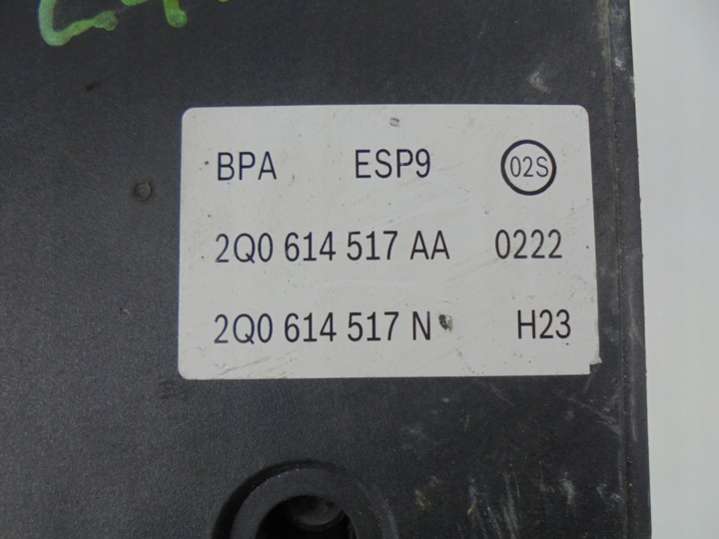 BPA ESP9 02S
2Q0 614 517 AA 0222
2Q0 614 517 N H23